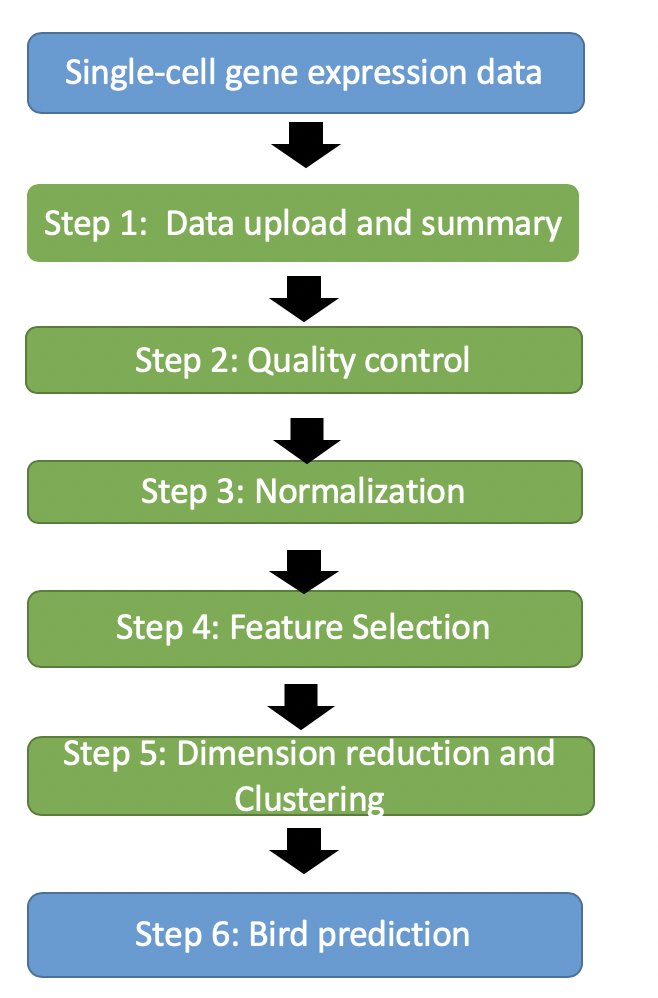 Single-cell gene expression data
Step 1:  Data upload and summary
Step 2: Quality control
Step 3: Normalization
Step 4: Feature Selection
Step 5: Dimension reduction and
Clustering
Step 6: Bird prediction